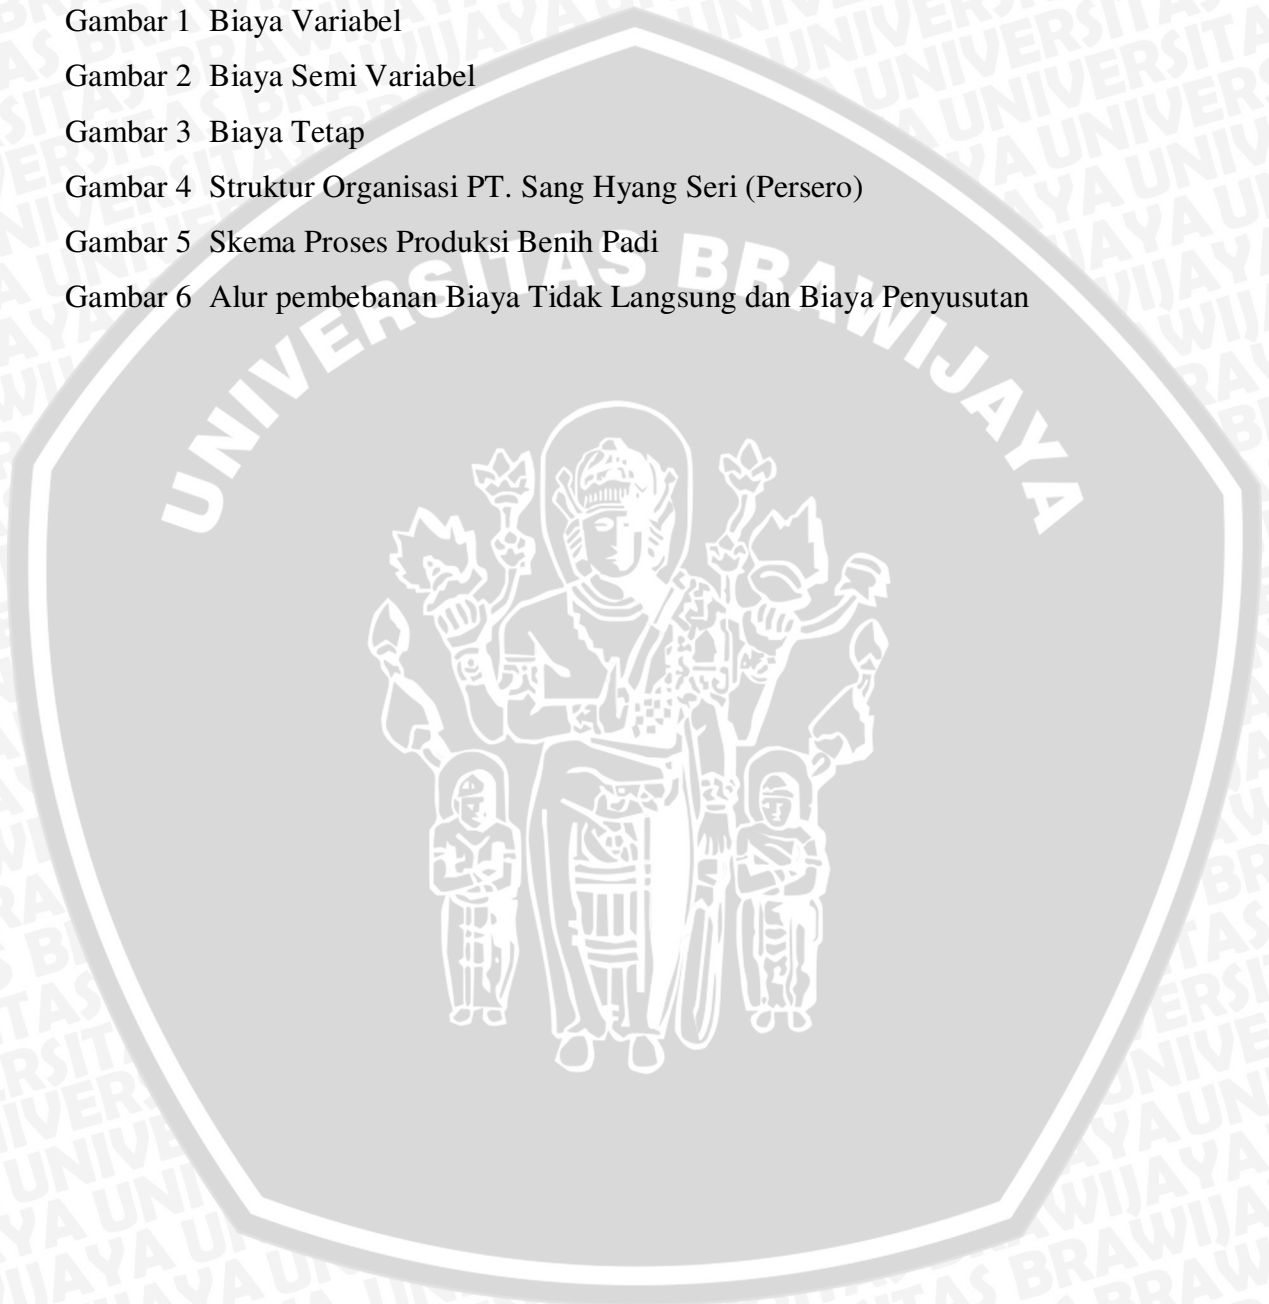 Gambar 1 Biaya Variabel
Gambar 2 Biaya Semi Variabel
Gambar 3 Biaya Tetap
Gambar 4 Struktur Organisasi PT. Sang Hyang Seri (Persero)
Gambar 5 Skema Proses Produksi Benih Padi
Gambar 6 Alur pembebanan Biaya Tidak Langsung dan Biaya Penyusutan
UNIVERSITAS BRAWIJAYA